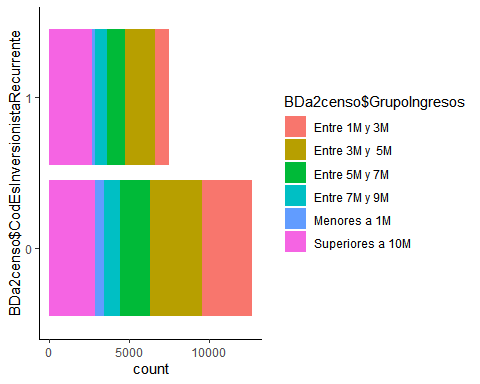 BDa2censo$CodEsInversionistaRecurrente
1
0
0
5000
10000
count
BDa2censo$GrupoIngresos
Entre 1M y 3M
Entre 3M y  5M
Entre 5M y 7M
Entre 7M y 9M
Menores a 1M
Superiores a 10M